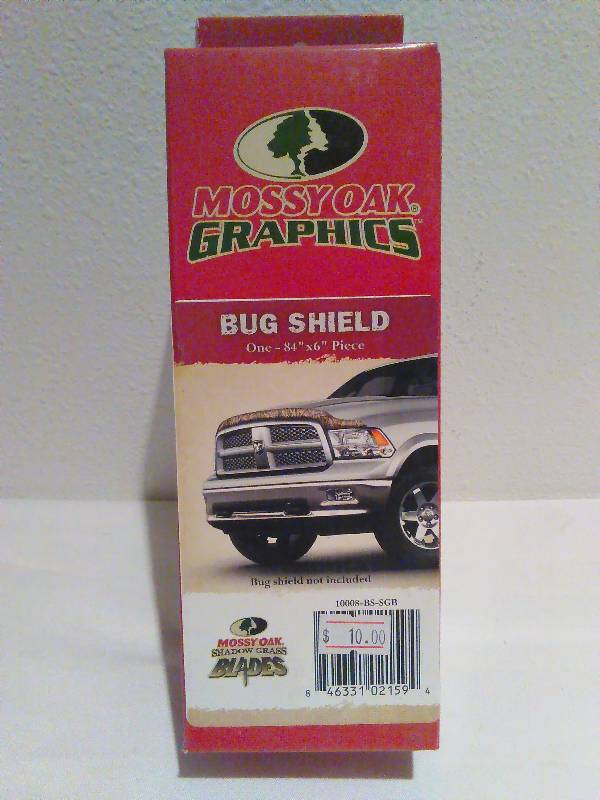 MOSSY OAK®
GRAPHICS™
BUG SHIELD
One - 84"x6" Piece
Bug shield not included
10008-BS-SGB
$ 10.00
MOSSY OAK.
SHADOW GRASS
BLADES
8 46331 02159 4